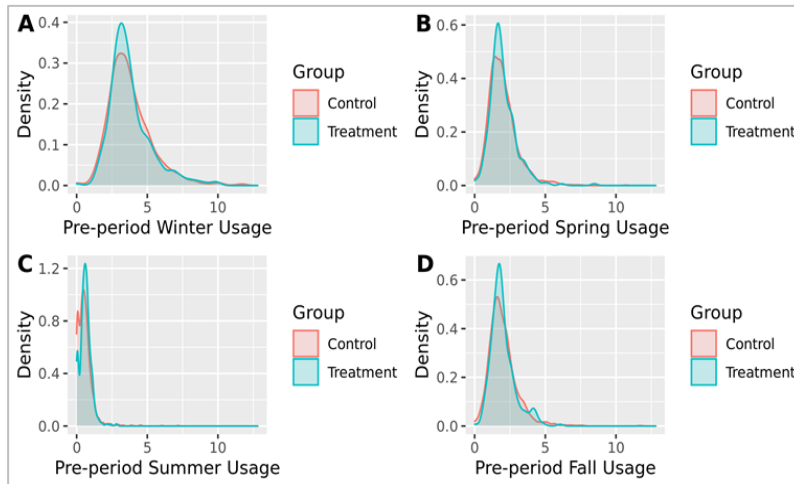 A
0.4
0.3
0.2
0.1
0.0
Density
0
5
10
Pre-period Winter Usage
Group
Control
Treatment
B
0.6
0.4
0.2
0.0
Density
0
5
10
Pre-period Spring Usage
Group
Control
Treatment
C
1.2
0.8
0.4
0.0
Density
0
5
10
Pre-period Summer Usage
Group
Control
Treatment
D
0.6
0.4
0.2
0.0
Density
0
5
10
Pre-period Fall Usage
Group
Control
Treatment